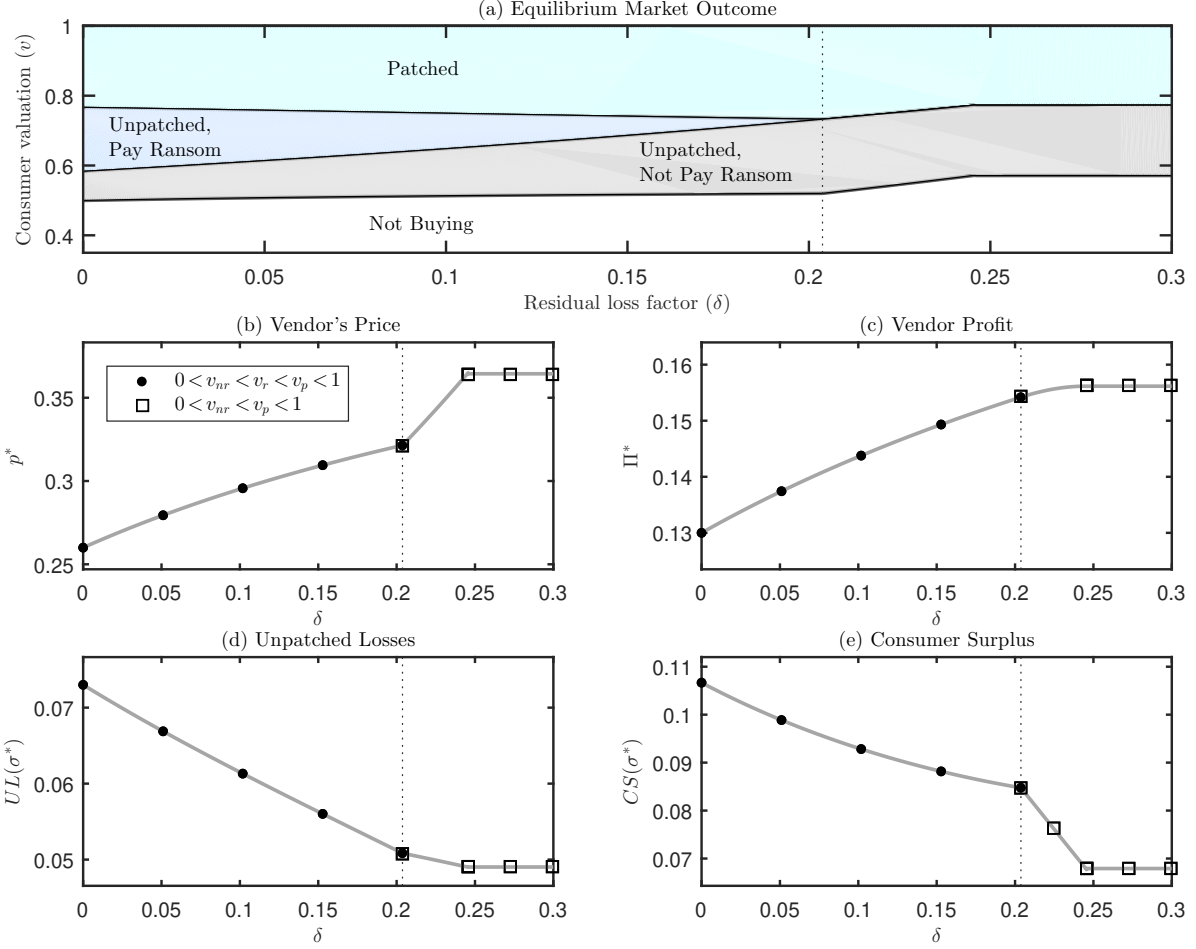 (a) Equilibrium Market Outcome
Consumer valuation (v)
1
0.8
0.6
0.4
Patched
Unpatched,
Pay Ransom
Unpatched,
Not Pay Ransom
Not Buying
0 0.05 0.1 0.15 0.2 0.25 0.3
Residual loss factor (δ)
(b) Vendor's Price
p*
0.35
0.3
0.25
0 < v_nr < v_r < v_p < 1
0 < v_nr < v_p < 1
0 0.05 0.1 0.15 0.2 0.25 0.3
δ
(c) Vendor Profit
Π*
0.16
0.15
0.14
0.13
0 0.05 0.1 0.15 0.2 0.25 0.3
δ
(d) Unpatched Losses
UL(σ*)
0.07
0.06
0.05
0 0.05 0.1 0.15 0.2 0.25 0.3
δ
(e) Consumer Surplus
CS(σ*)
0.11
0.1
0.09
0.08
0.07
0 0.05 0.1 0.15 0.2 0.25 0.3
δ